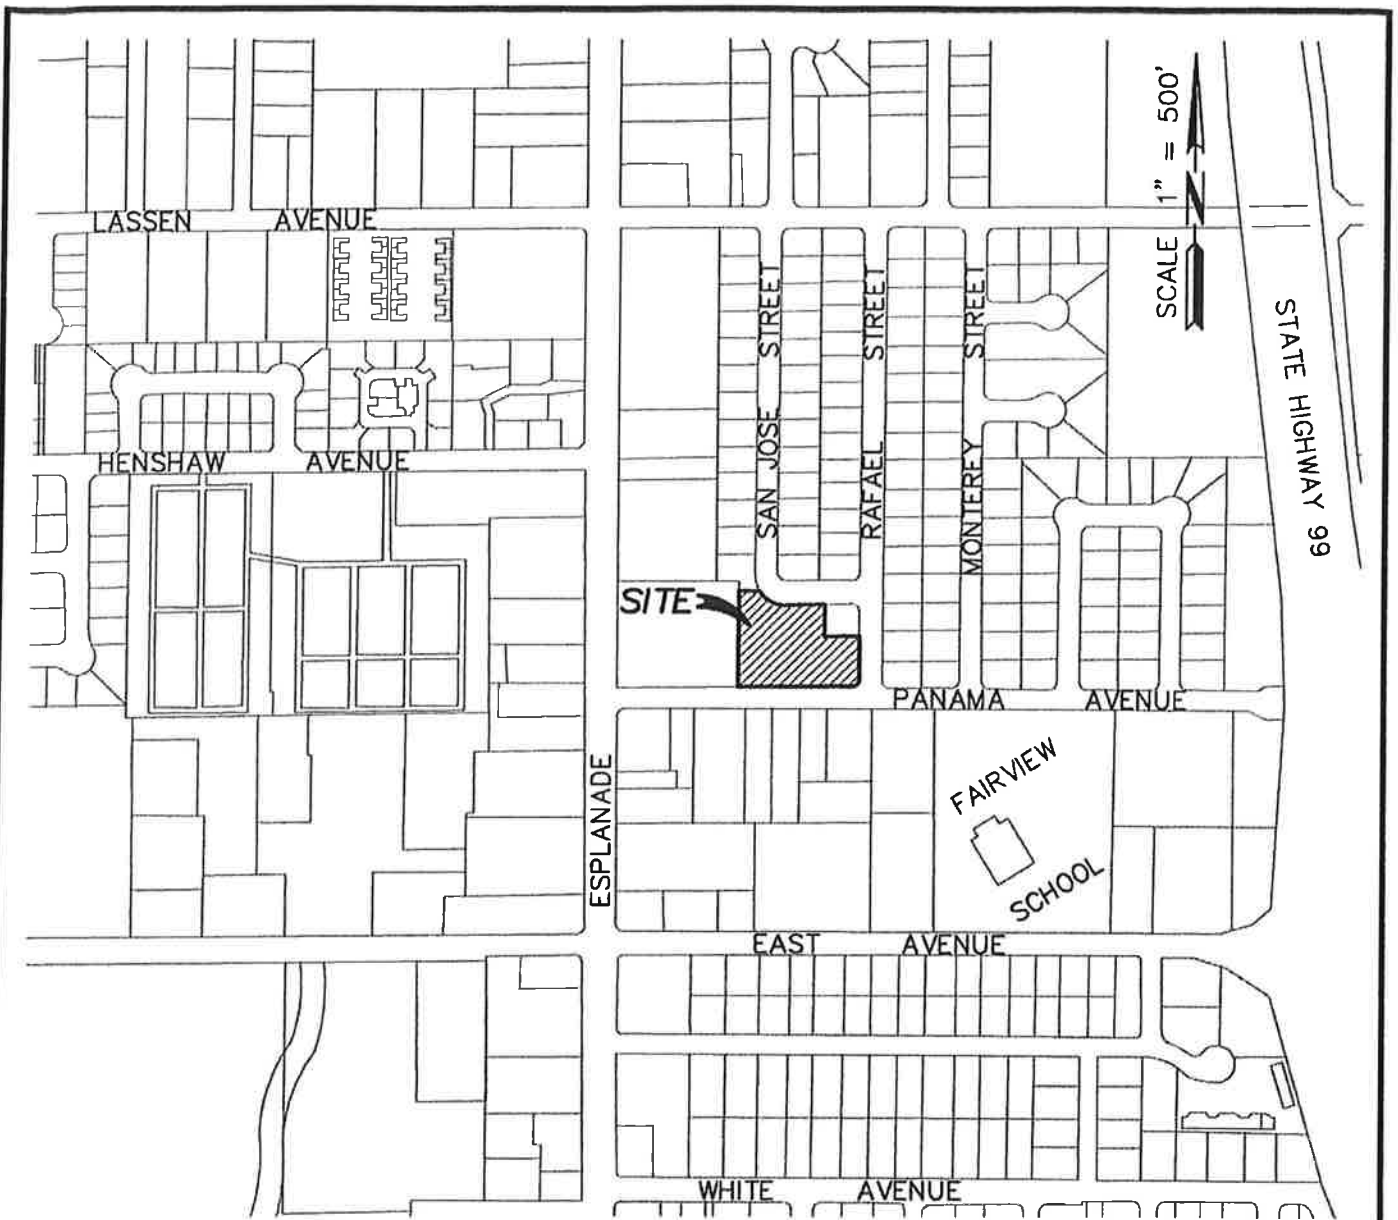 LASSEN AVENUE
SCALE 1" = 500'
N
STATE HIGHWAY 99
SAN JOSE STREET
RAFAEL STREET
MONTEREY STREET
HENSHAW AVENUE
SITE
PANAMA AVENUE
ESPLANADE
FAIRVIEW
SCHOOL
EAST AVENUE
WHITE AVENUE